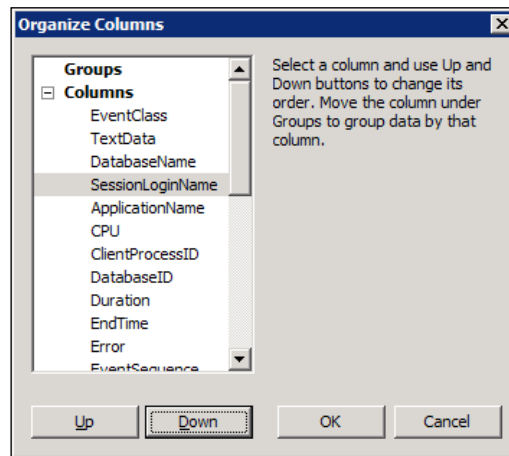 Organize Columns
Groups
Columns
EventClass
TextData
DatabaseName
SessionLoginName
ApplicationName
CPU
ClientProcessID
DatabaseID
Duration
EndTime
Error
EventSequence
Select a column and use Up and
Down buttons to change its
order. Move the column under
Groups to group data by that
column.
Up
Down
OK
Cancel